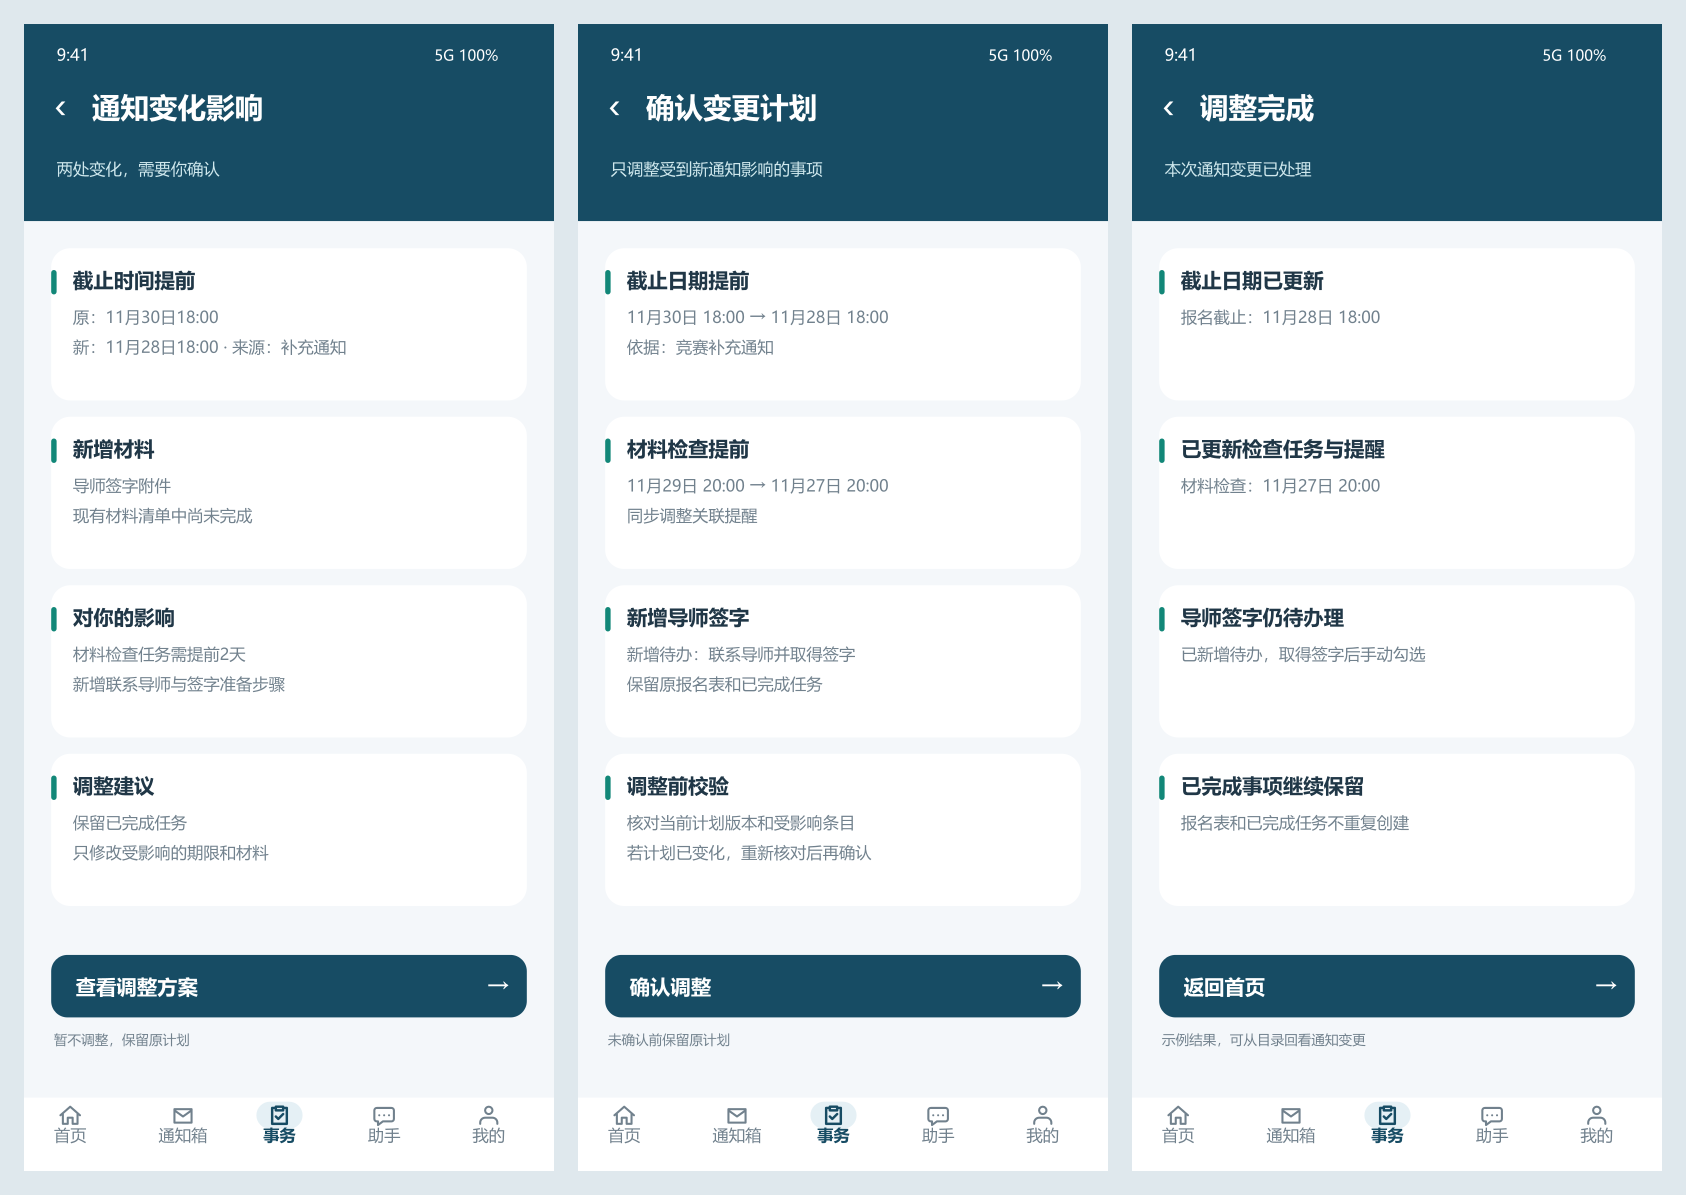 9:41
5G 100%
‹ 通知变化影响
两处变化，需要你确认
截止时间提前
原：11月30日18:00
新：11月28日18:00 · 来源：补充通知
新增材料
导师签字附件
现有材料清单中尚未完成
对你的影响
材料检查任务需提前2天
新增联系导师与签字准备步骤
调整建议
保留已完成任务
只修改受影响的期限和材料
查看调整方案 →
暂不调整，保留原计划
首页 通知箱 事务 助手 我的
9:41
5G 100%
‹ 确认变更计划
只调整受到新通知影响的事项
截止日期提前
11月30日 18:00 → 11月28日 18:00
依据：竞赛补充通知
材料检查提前
11月29日 20:00 → 11月27日 20:00
同步调整关联提醒
新增导师签字
新增待办：联系导师并取得签字
保留原报名表和已完成任务
调整前校验
核对当前计划版本和受影响条目
若计划已变化，重新核对后再确认
确认调整 →
未确认前保留原计划
首页 通知箱 事务 助手 我的
9:41
5G 100%
‹ 调整完成
本次通知变更已处理
截止日期已更新
报名截止：11月28日 18:00
已更新检查任务与提醒
材料检查：11月27日 20:00
导师签字仍待办理
已新增待办，取得签字后手动勾选
已完成事项继续保留
报名表和已完成任务不重复创建
返回首页 →
示例结果，可从目录回看通知变更
首页 通知箱 事务 助手 我的